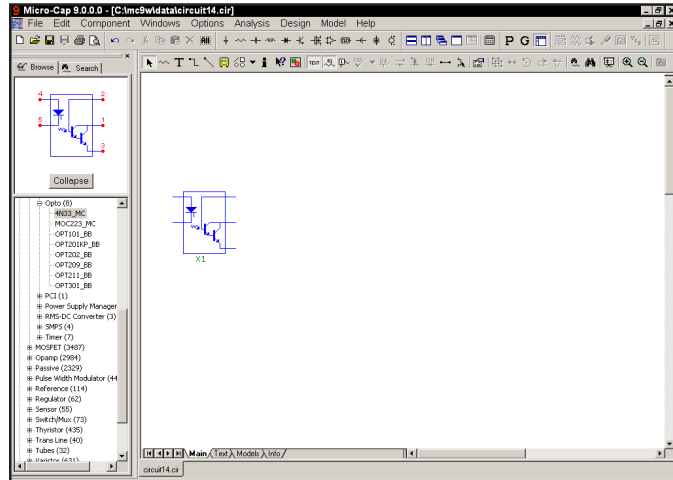 9 Micro-Cap 9.0.0.0 - [C:\mc9w\data\circuit14.cir]
File Edit Component Windows Options Analysis Design Model Help
P G
T TEXT
Browse Search
4 2
5 1
3
Collapse
Opto (8)
4N33_MC
MOC223_MC
OPT101_BB
OPT201KP_BB
OPT202_BB
OPT209_BB
OPT211_BB
OPT301_BB
PCI (1)
Power Supply Manager
RMS-DC Converter (3)
SMPS (4)
Timer (7)
MOSFET (3487)
Opamp (2984)
Passive (2329)
Pulse Width Modulator (44
Reference (114)
Regulator (62)
Sensor (55)
Switch/Mux (73)
Thyristor (435)
Trans Line (40)
Tubes (32)
Varistor (631)
X1
Main Text Models Info
circuit14.cir